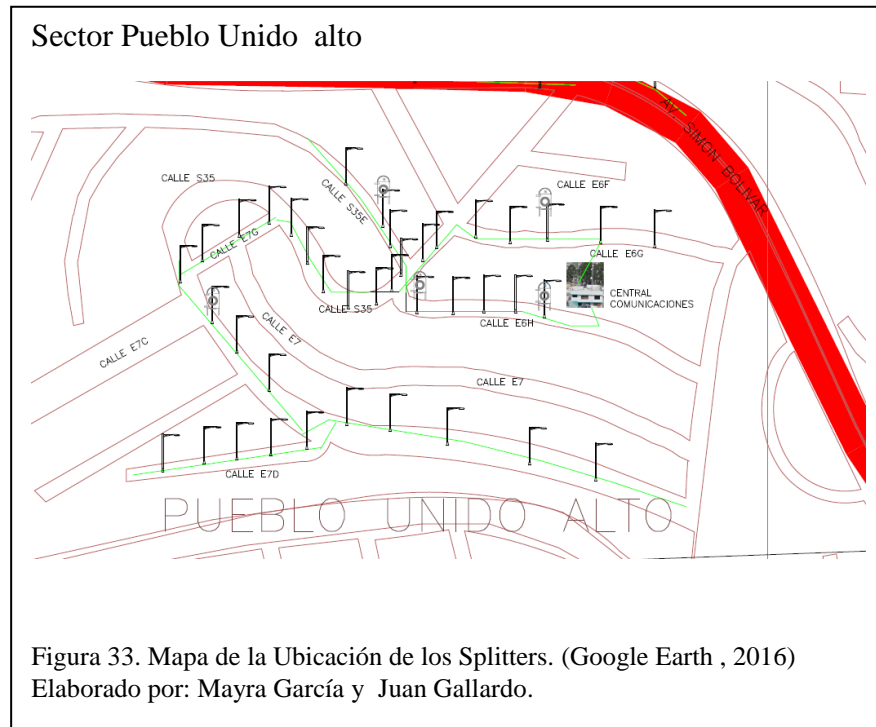 Sector Pueblo Unido alto
AV. SIMON BOLIVAR
CALLE S35
CALLE E6F
CALLE S35E
CALLE E7G
CALLE E6G
CENTRAL
COMUNICACIONES
CALLE S35
CALLE E6H
CALLE E7
CALLE E7C
CALLE E7
CALLE E7D
PUEBLO UNIDO ALTO
Figura 33. Mapa de la Ubicación de los Splitters. (Google Earth , 2016)
Elaborado por: Mayra García y Juan Gallardo.